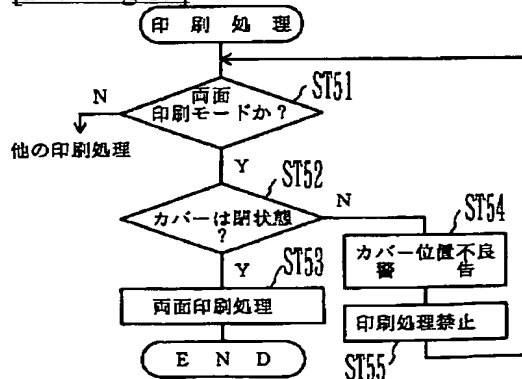 印刷処理
ST51
両面
印刷モードか？
N
他の印刷処理
Y
ST52
カバーは閉状態
？
N
ST54
カバー位置不良
警告
Y
ST53
両面印刷処理
印刷処理禁止
ST55
END